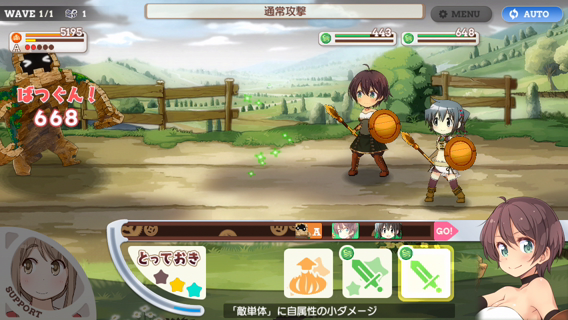 WAVE 1/1 1
通常攻撃
MENU
AUTO
5195
A
443
648
ばつぐん!
668
A
GO!
とっておき
SUPPORT
「敵単体」に自属性の小ダメージ